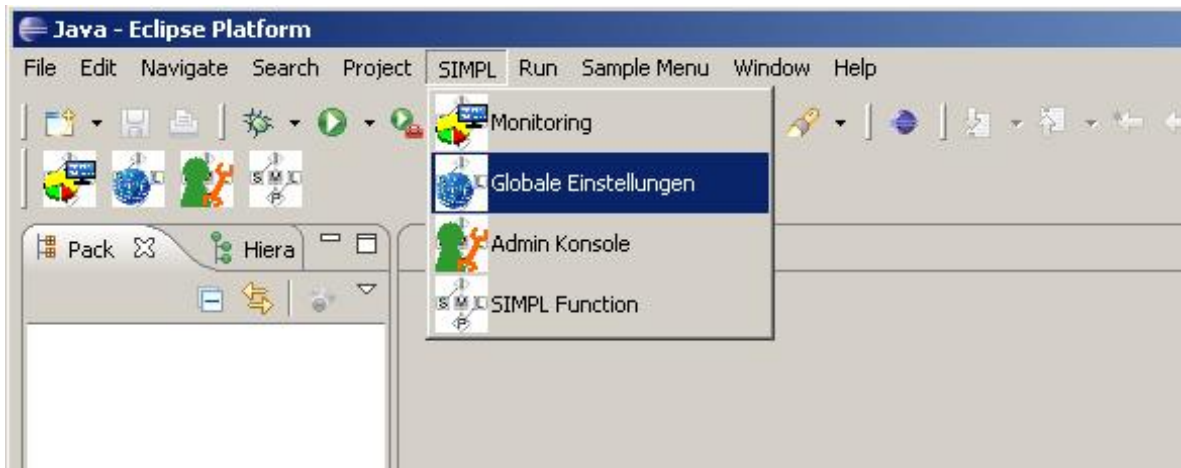 Java - Eclipse Platform
File Edit Navigate Search Project SIMPL Run Sample Menu Window Help
Monitoring
Globale Einstellungen
Admin Konsole
SIMPL Function
Pack Hiera